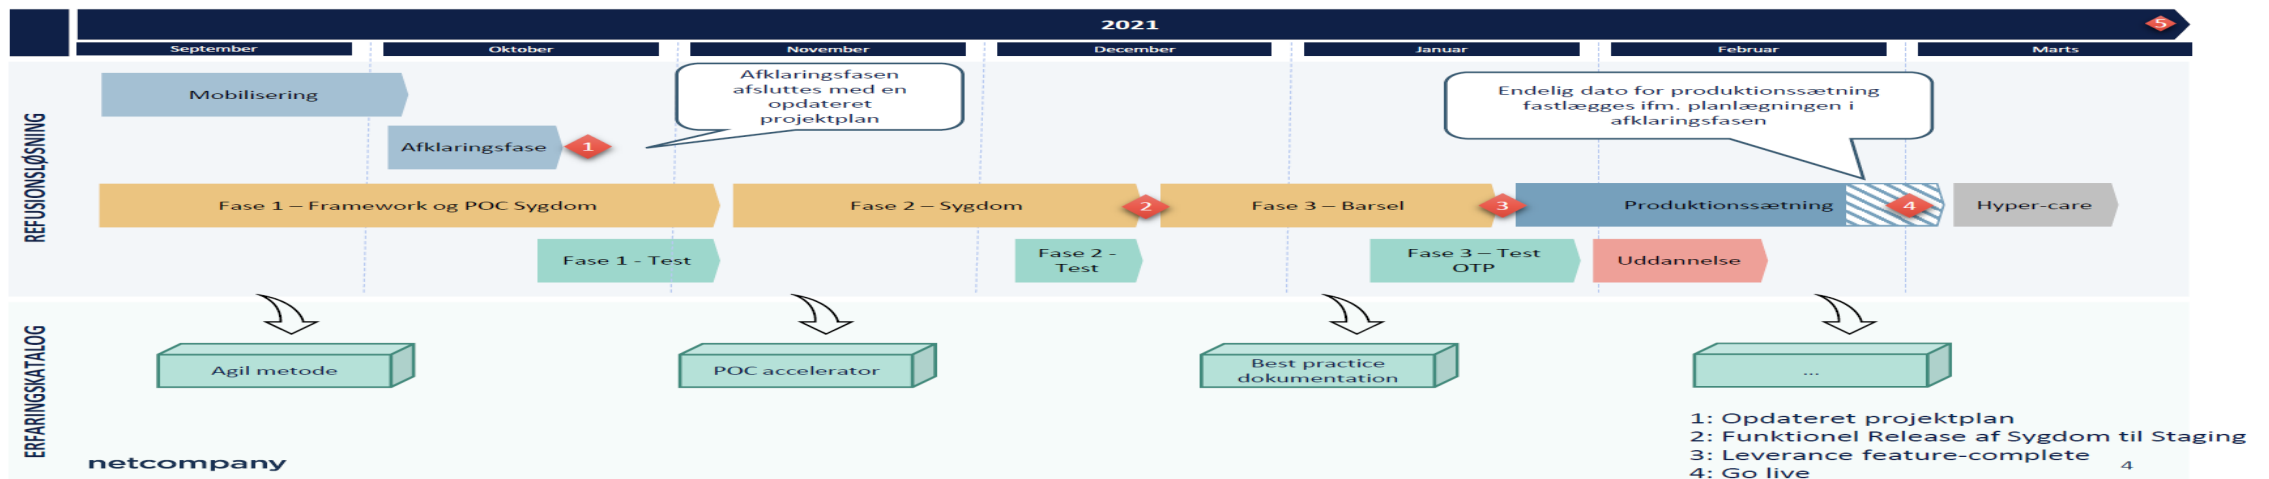 2021
5
September
Oktober
November
December
Januar
Februar
Marts
REFUSIONSLØSNING
Mobilisering
Afklaringsfasen
afsluttes med en
opdateret
projektplan
Endelig dato for produktionssætning
fastlægges ifm. planlægningen i
afklaringsfasen
Afklaringsfase
1
Fase 1 – Framework og POC Sygdom
Fase 2 – Sygdom
2
Fase 3 – Barsel
3
Produktionssætning
4
Hyper-care
Fase 1 - Test
Fase 2 -
Test
Fase 3 – Test
OTP
Uddannelse
ERFARINGSKATALOG
Agil metode
POC accelerator
Best practice
dokumentation
...
1: Opdateret projektplan
2: Funktionel Release af Sygdom til Staging
3: Leverance feature-complete
4: Go live
netcompany
4